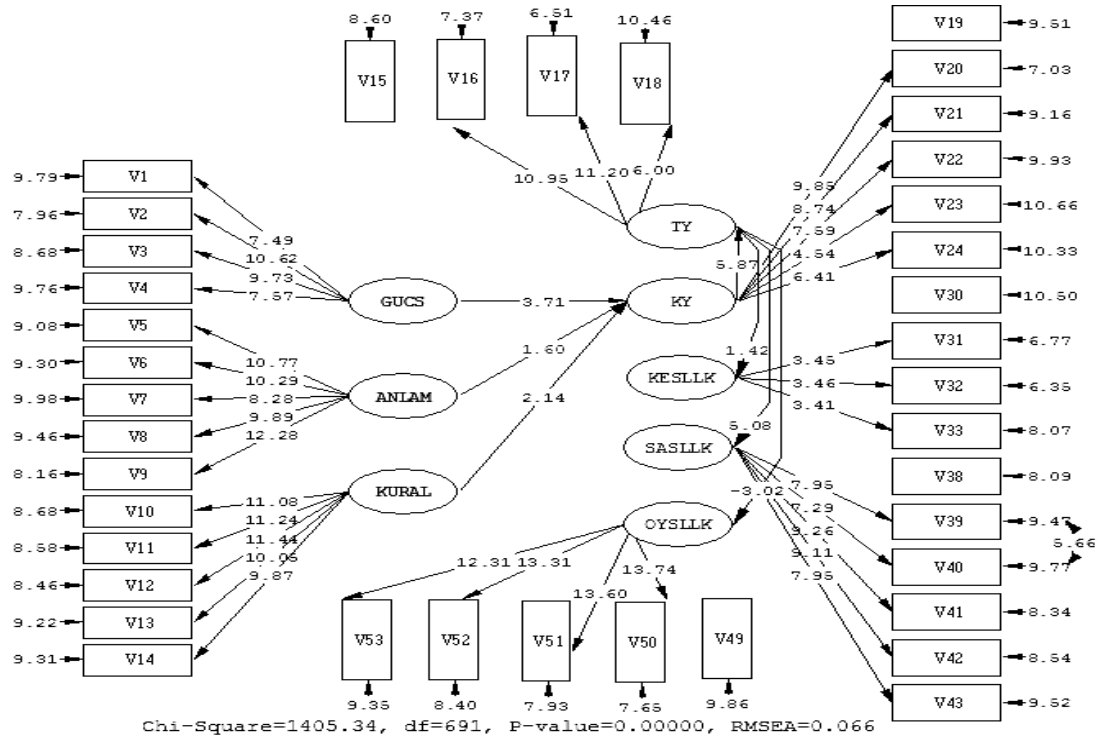 8.60
7.37
6.51
10.46
V15
V16
V17
V18
10.95
11.20
6.00
9.79
V1
7.96
V2
8.68
V3
9.76
V4
9.08
V5
9.30
V6
9.98
V7
9.46
V8
8.16
V9
8.68
V10
8.58
V11
8.46
V12
9.22
V13
9.31
V14
7.49
10.62
9.73
7.57
10.77
10.29
8.28
9.89
12.28
11.08
11.24
11.44
10.05
9.87
GUCS
ANLAM
KURAL
3.71
1.60
2.14
TY
KY
KESLLK
SASLLK
OYSLLK
5.87
1.42
5.08
-3.02
9.85
8.74
7.59
4.54
6.41
3.45
3.46
3.41
7.95
7.29
9.26
9.11
7.95
V19
9.51
V20
7.03
V21
9.16
V22
9.93
V23
10.66
V24
10.33
V30
10.50
V31
6.77
V32
6.35
V33
8.07
V38
8.09
V39
9.47
5.66
V40
9.77
V41
8.34
V42
8.54
V43
9.52
12.31
13.31
13.60
13.74
V53
V52
V51
V50
V49
9.35
8.40
7.93
7.65
9.86
Chi-Square=1405.34, df=691, P-value=0.00000, RMSEA=0.066